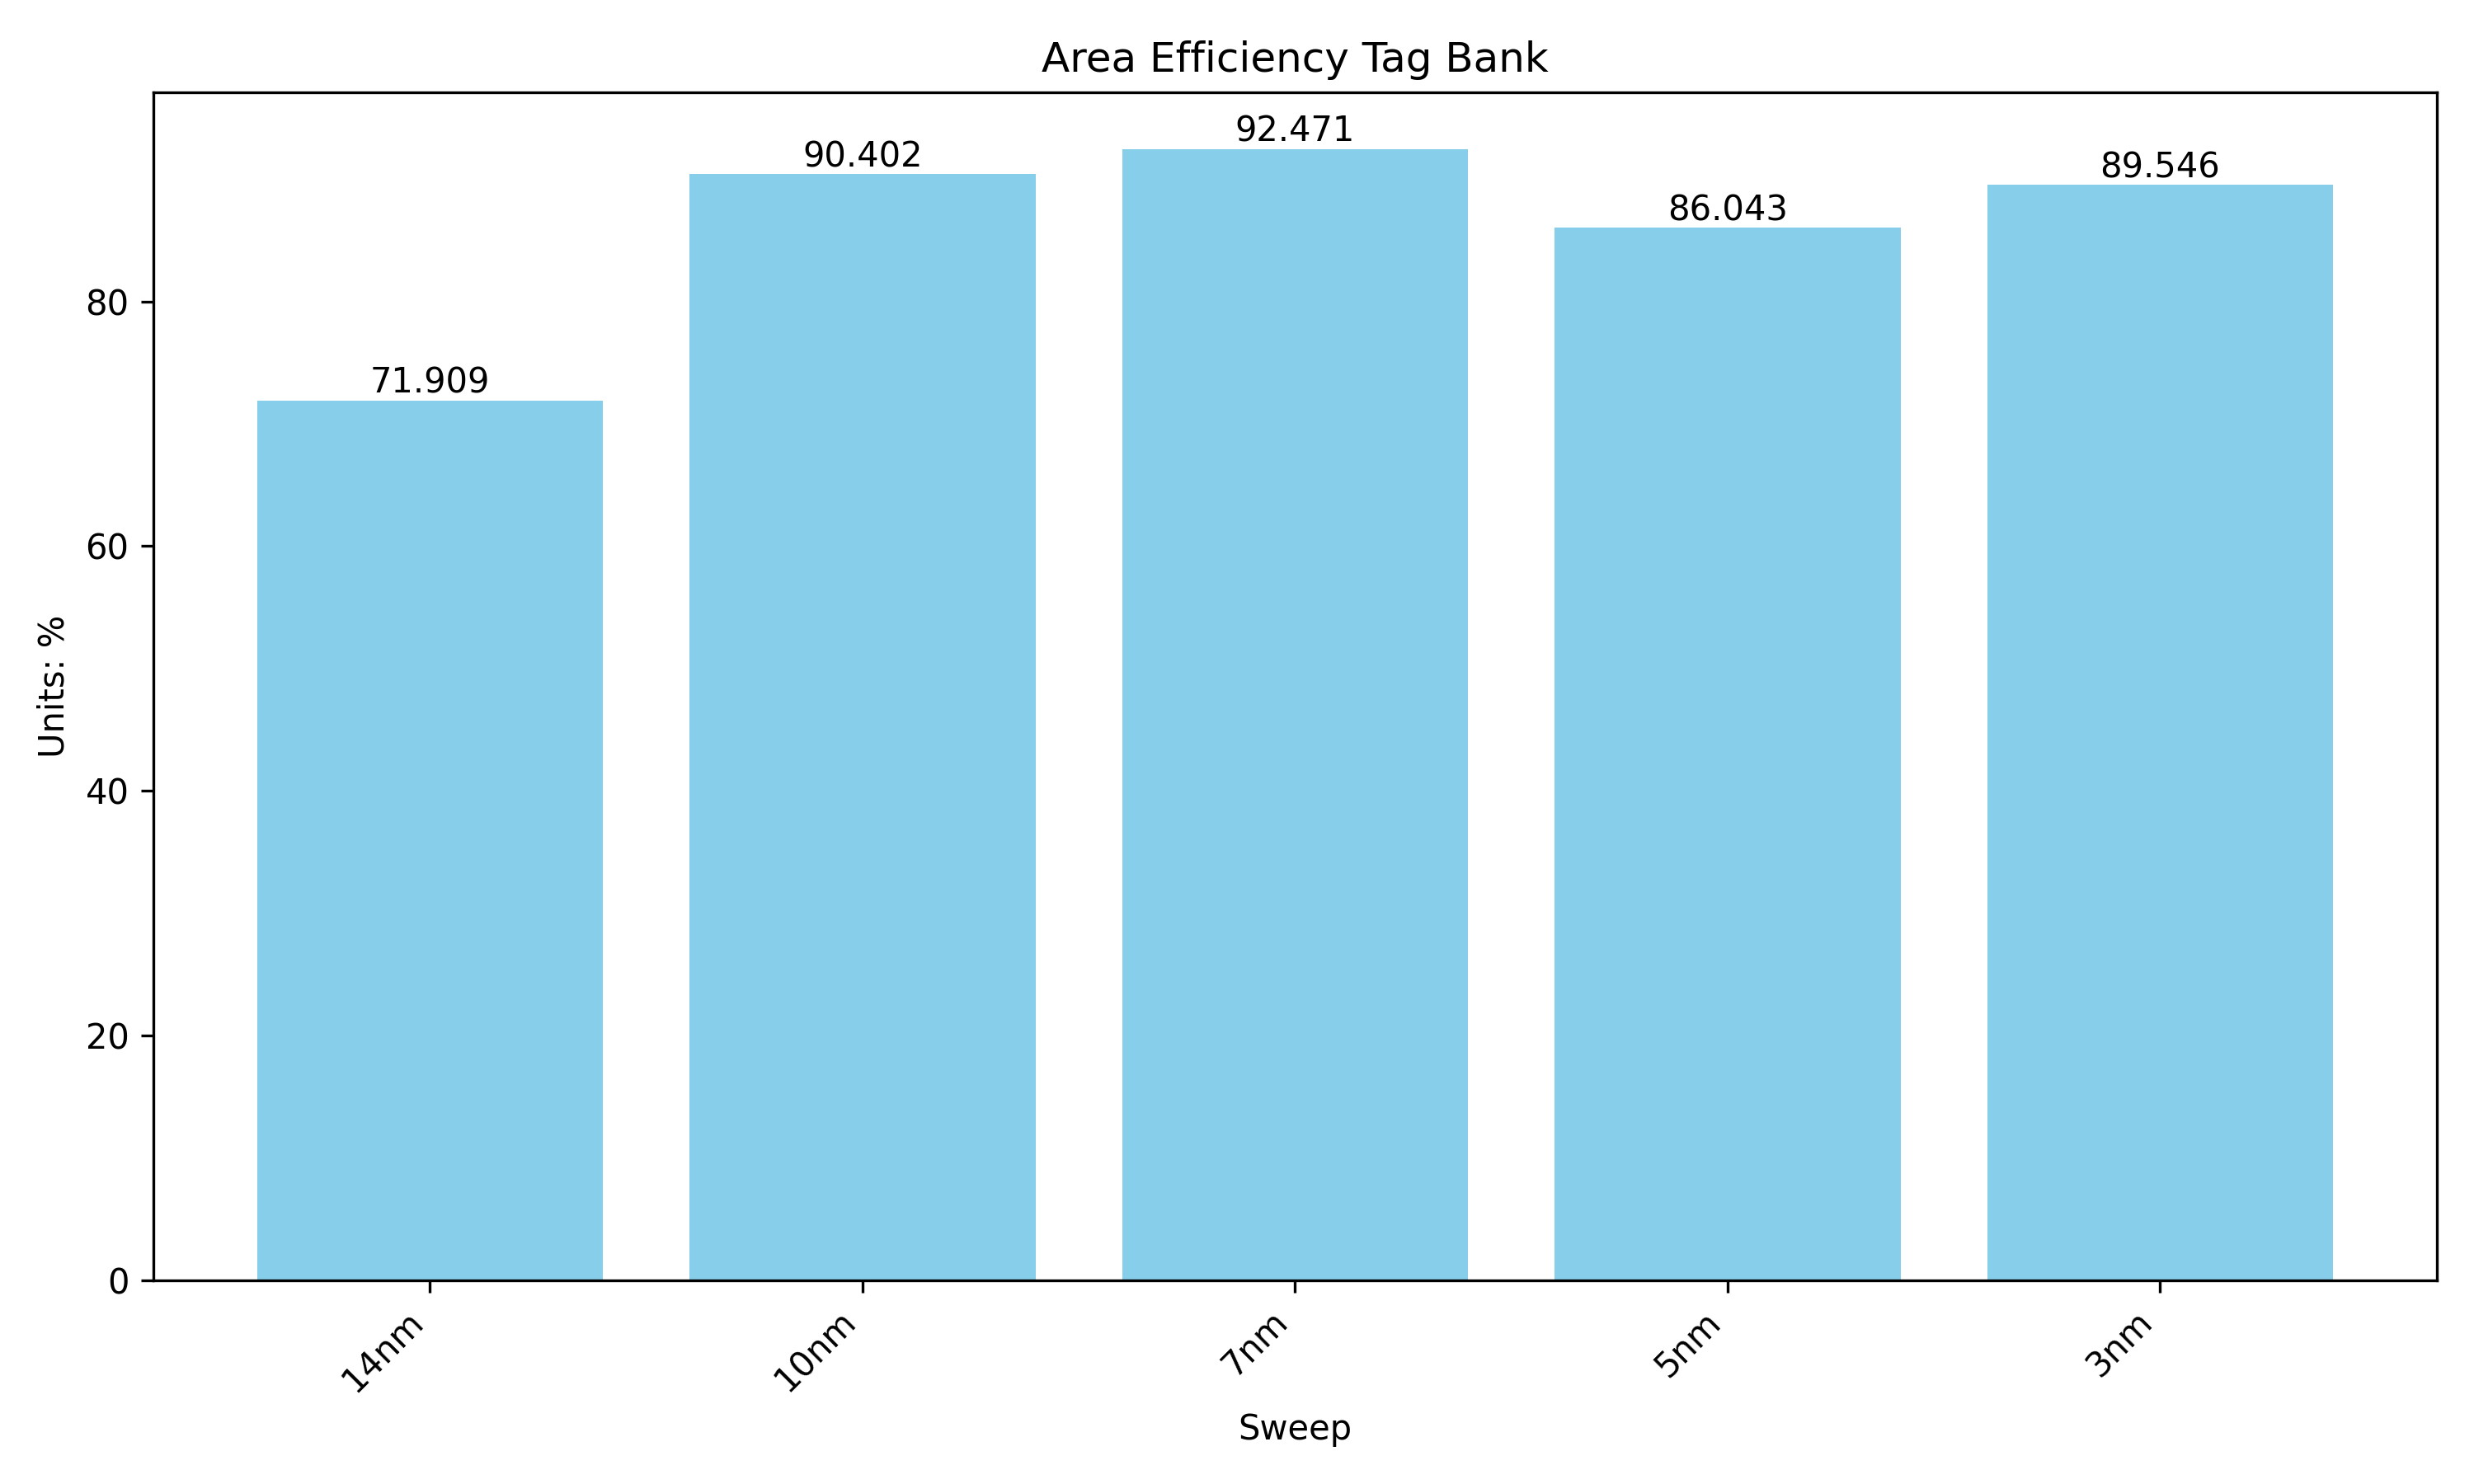 Area Efficiency Tag Bank
92.471
90.402
89.546
86.043
71.909
80
60
40
20
0
Units: %
14nm
10nm
7nm
5nm
3nm
Sweep